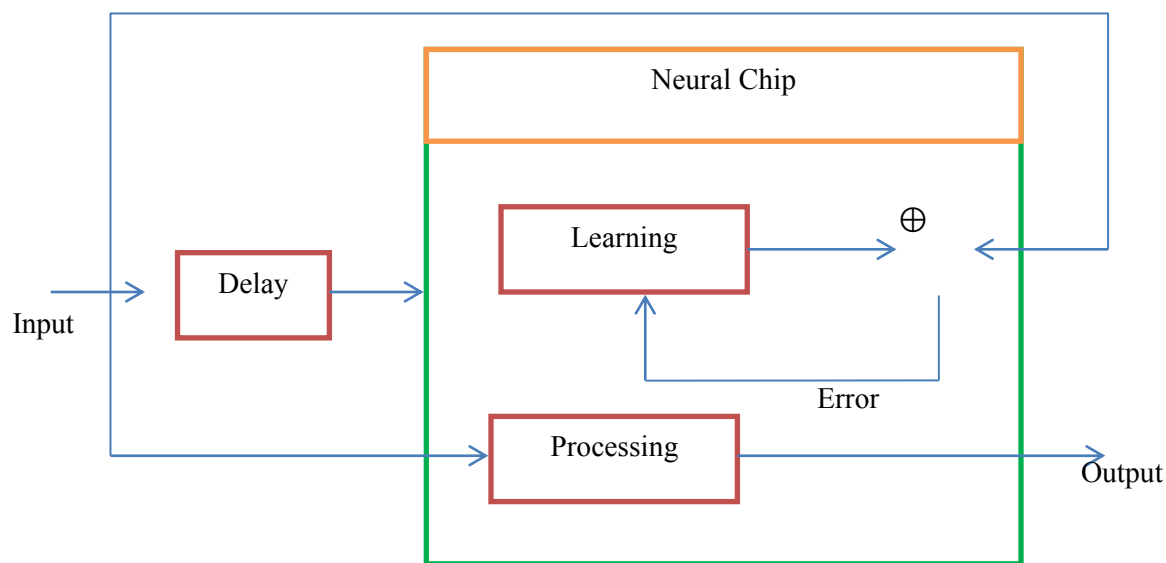 Neural Chip
Learning
⊕
Delay
Input
Error
Processing
Output